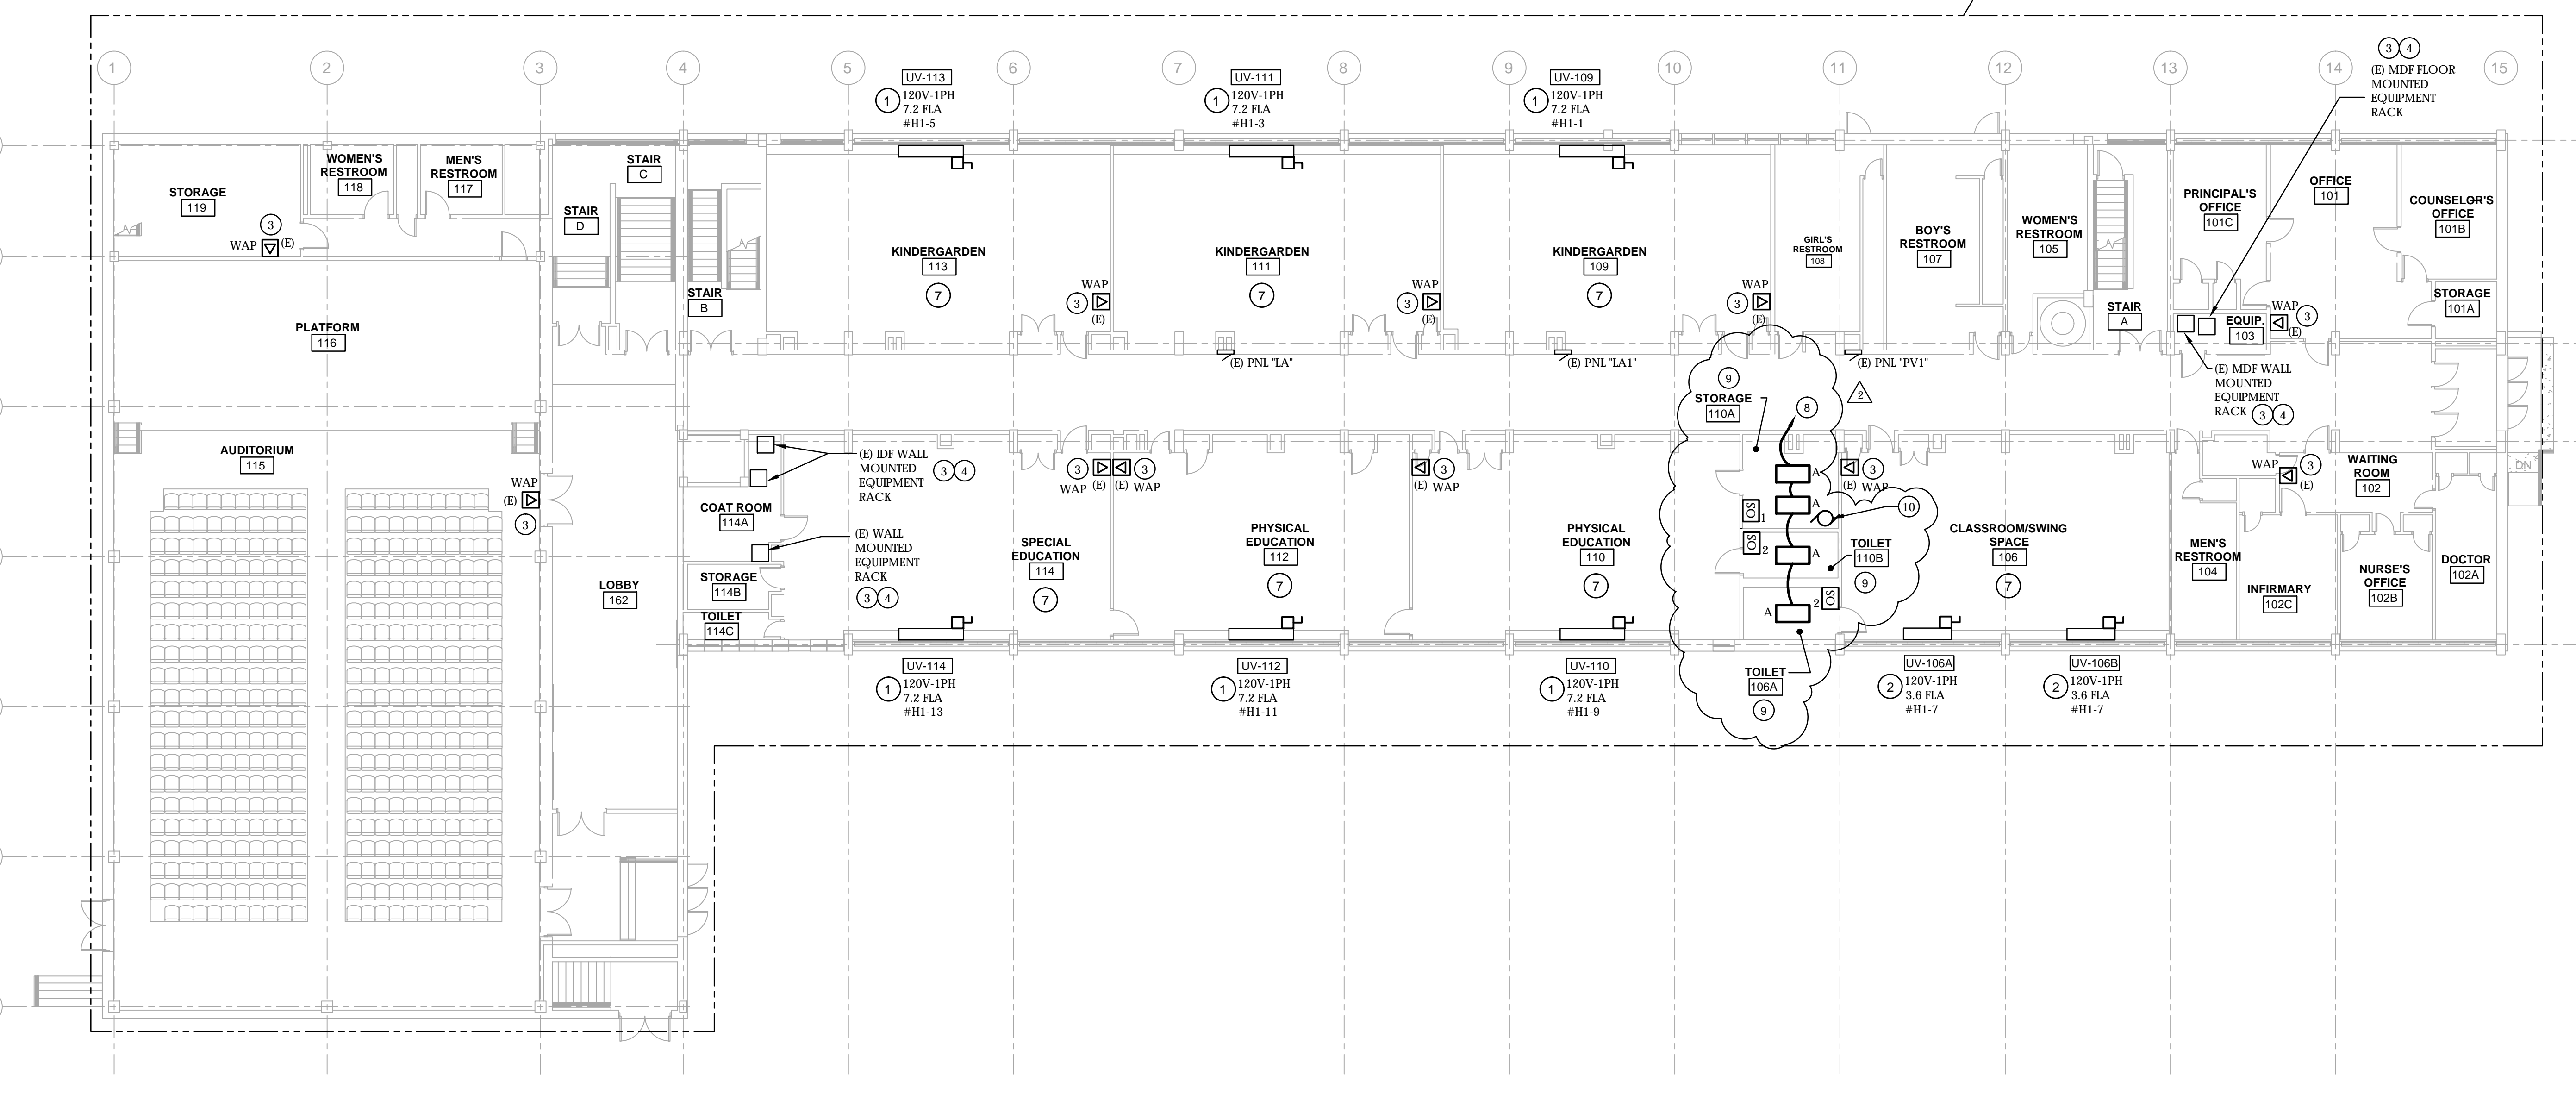 1
2
3
4
5
6
7
8
9
10
11
12
13
14
15
3 4
(E) MDF FLOOR
MOUNTED
EQUIPMENT
RACK
UV-113
1
120V-1PH
7.2 FLA
#H1-5
UV-111
1
120V-1PH
7.2 FLA
#H1-3
UV-109
1
120V-1PH
7.2 FLA
#H1-1
STORAGE
119
3
WAP
(E)
WOMEN'S
RESTROOM
118
MEN'S
RESTROOM
117
STAIR
C
STAIR
D
STAIR
B
KINDERGARDEN
113
7
WAP
3
(E)
KINDERGARDEN
111
7
WAP
3
(E)
KINDERGARDEN
109
7
WAP
3
(E)
GIRL'S
RESTROOM
108
BOY'S
RESTROOM
107
WOMEN'S
RESTROOM
105
STAIR
A
PRINCIPAL'S
OFFICE
101C
OFFICE
101
COUNSELOR'S
OFFICE
101B
STORAGE
101A
EQUIP.
103
WAP
3
(E)
PLATFORM
116
(E) PNL "LA"
(E) PNL "LA1"
(E) PNL "PV1"
2
(E) MDF WALL
MOUNTED
EQUIPMENT
RACK
3 4
9
STORAGE
110A
8
AUDITORIUM
115
WAP
(E)
3
(E) IDF WALL
MOUNTED
EQUIPMENT
RACK
3 4
COAT ROOM
114A
(E) WALL
MOUNTED
EQUIPMENT
RACK
3 4
STORAGE
114B
TOILET
114C
LOBBY
162
SPECIAL
EDUCATION
114
7
3
WAP
(E)
3
(E) WAP
PHYSICAL
EDUCATION
112
7
3
(E) WAP
PHYSICAL
EDUCATION
110
7
A
A
A
A
OS
1
OS
2
OS
2
10
TOILET
110B
9
TOILET
106A
9
3
(E) WAP
CLASSROOM/SWING
SPACE
106
7
MEN'S
RESTROOM
104
WAP
3
(E)
WAITING
ROOM
102
INFIRMARY
102C
NURSE'S
OFFICE
102B
DOCTOR
102A
DN
UV-114
1
120V-1PH
7.2 FLA
#H1-13
UV-112
1
120V-1PH
7.2 FLA
#H1-11
UV-110
1
120V-1PH
7.2 FLA
#H1-9
UV-106A
2
120V-1PH
3.6 FLA
#H1-7
UV-106B
2
120V-1PH
3.6 FLA
#H1-7